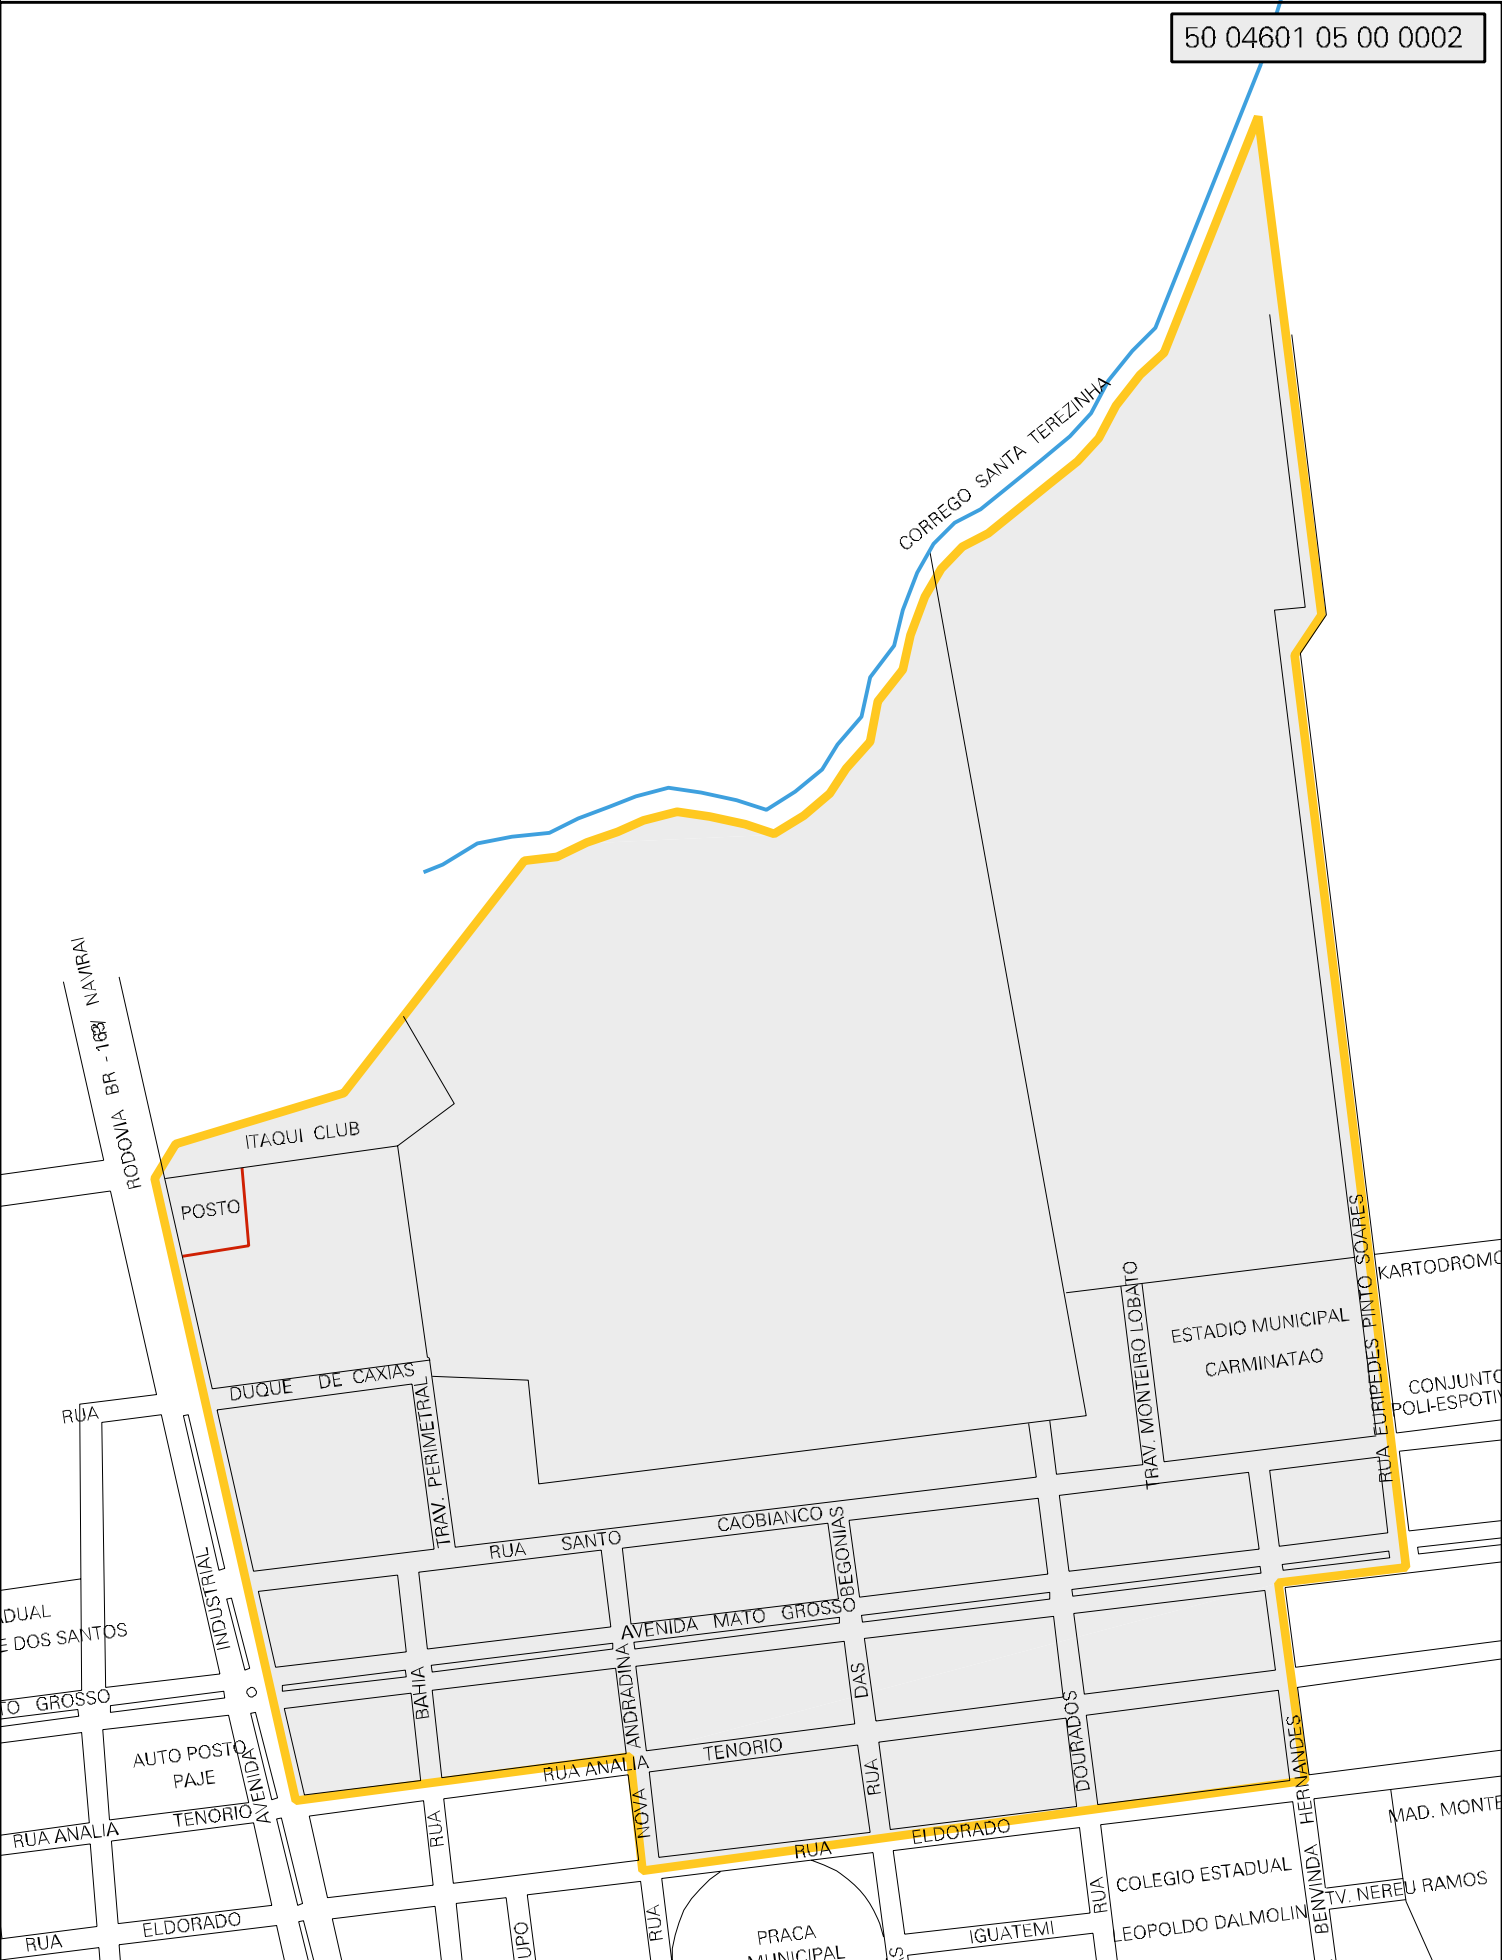 50 04601 05 00 0002
CORREGO SANTA TEREZINHA
RODOVIA BR - 163/ NAVIRAI
ITAQUI CLUB
POSTO
RUA DUQUE DE CAXIAS
TRAV. PERIMETRAL
TRAV. MONTEIRO LOBATO
ESTADIO MUNICIPAL
CARMINATAO
RUA EURIPEDES PINTO SOARES
KARTODROMO
CONJUNTO
POLI-ESPOTIV
RUA SANTO CAOBIANCO
AVENIDA MATO GROSSO
AVENIDA INDUSTRIAL
DUAL
E DOS SANTOS
TO GROSSO
AUTO POSTO
PAJE
RUA ANALIA TENORIO
RUA ANALIA TENORIO
RUA BAHIA
RUA NOVA ANDRADINA
RUA DAS BEGONIAS
RUA DOURADOS
BENVINDA HERNANDES
RUA ELDORADO
RUA ELDORADO
UPO
PRACA
MUNICIPAL
AS
IGUATEMI
COLEGIO ESTADUAL
LEOPOLDO DALMOLIN
MAD. MONTE
TV. NEREU RAMOS